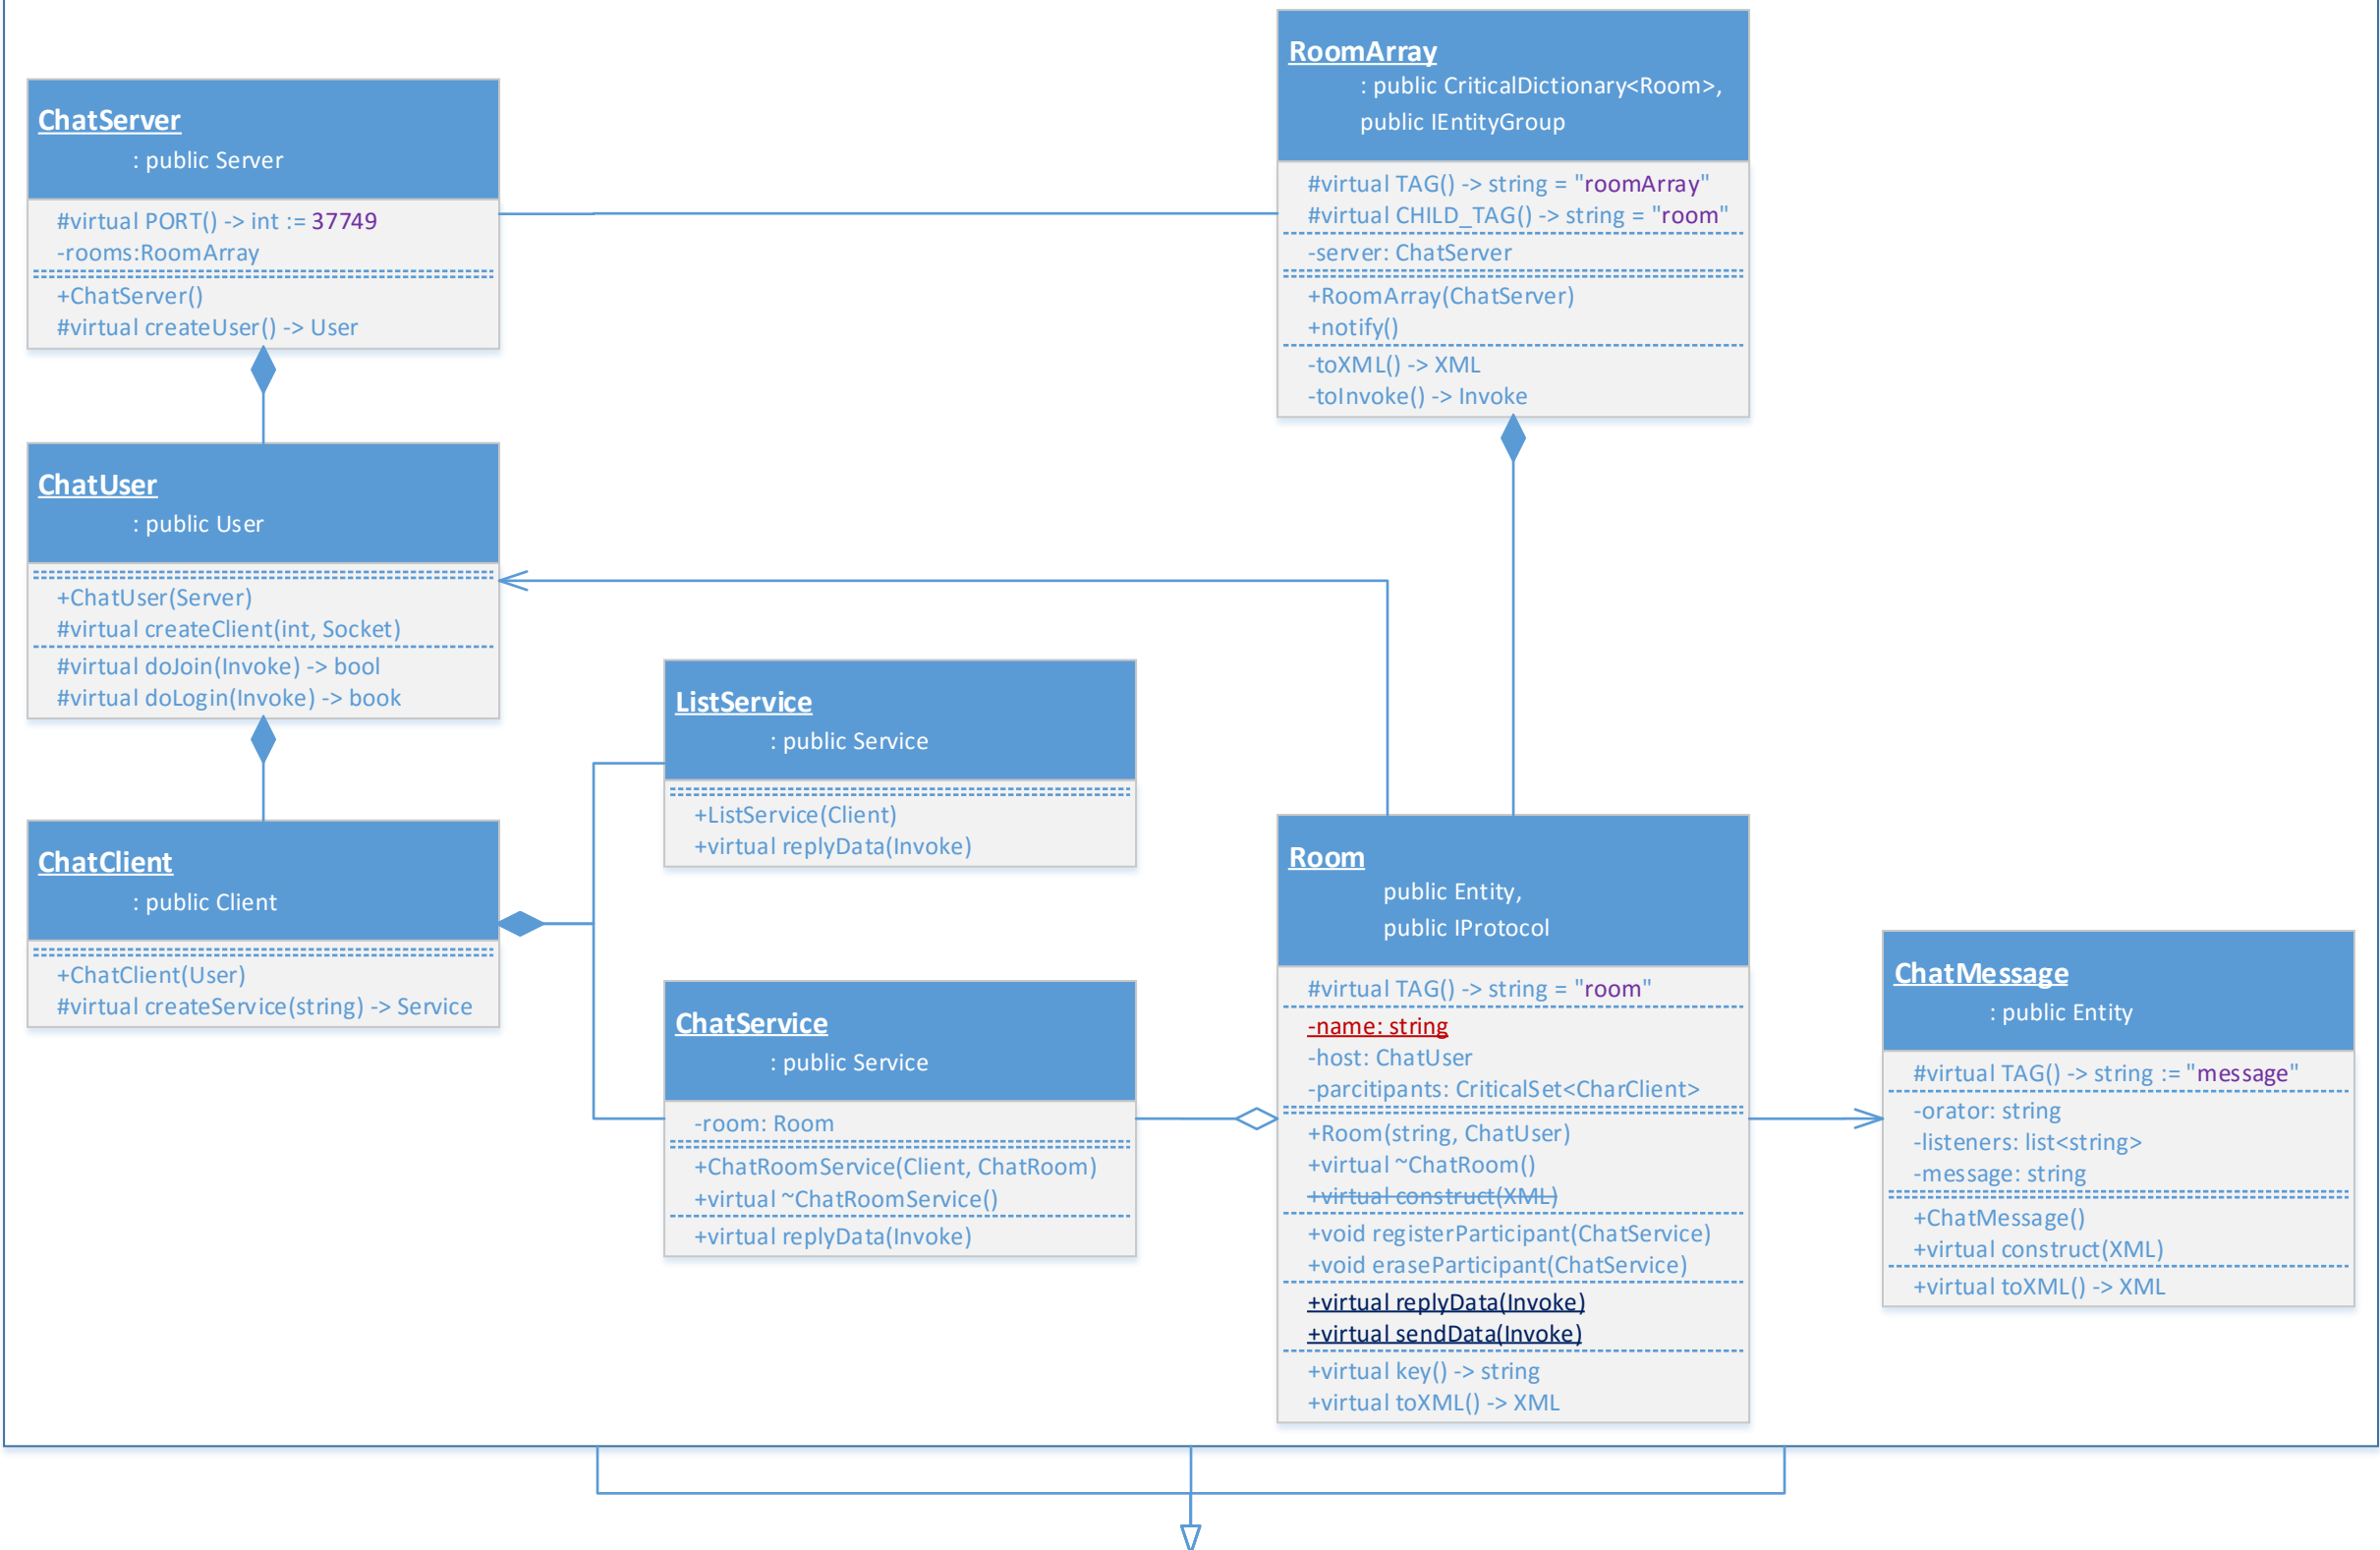 ChatServer
: public Server
#virtual PORT() -> int := 37749
-rooms:RoomArray
+ChatServer()
#virtual createUser() -> User
RoomArray
: public CriticalDictionary<Room>,
public IEntityGroup
#virtual TAG() -> string = "roomArray"
#virtual CHILD_TAG() -> string = "room"
-server: ChatServer
+RoomArray(ChatServer)
+notify()
-toXML() -> XML
-toInvoke() -> Invoke
ChatUser
: public User
+ChatUser(Server)
#virtual createClient(int, Socket)
#virtual doJoin(Invoke) -> bool
#virtual doLogin(Invoke) -> book
ListService
: public Service
+ListService(Client)
+virtual replyData(Invoke)
ChatClient
: public Client
+ChatClient(User)
#virtual createService(string) -> Service
ChatService
: public Service
-room: Room
+ChatRoomService(Client, ChatRoom)
+virtual ~ChatRoomService()
+virtual replyData(Invoke)
Room
public Entity,
public IProtocol
#virtual TAG() -> string = "room"
-name: string
-host: ChatUser
-parcitipants: CriticalSet<CharClient>
+Room(string, ChatUser)
+virtual ~ChatRoom()
+virtual construct(XML)
+void registerParticipant(ChatService)
+void eraseParticipant(ChatService)
+virtual replyData(Invoke)
+virtual sendData(Invoke)
+virtual key() -> string
+virtual toXML() -> XML
ChatMessage
: public Entity
#virtual TAG() -> string := "message"
-orator: string
-listeners: list<string>
-message: string
+ChatMessage()
+virtual construct(XML)
+virtual toXML() -> XML